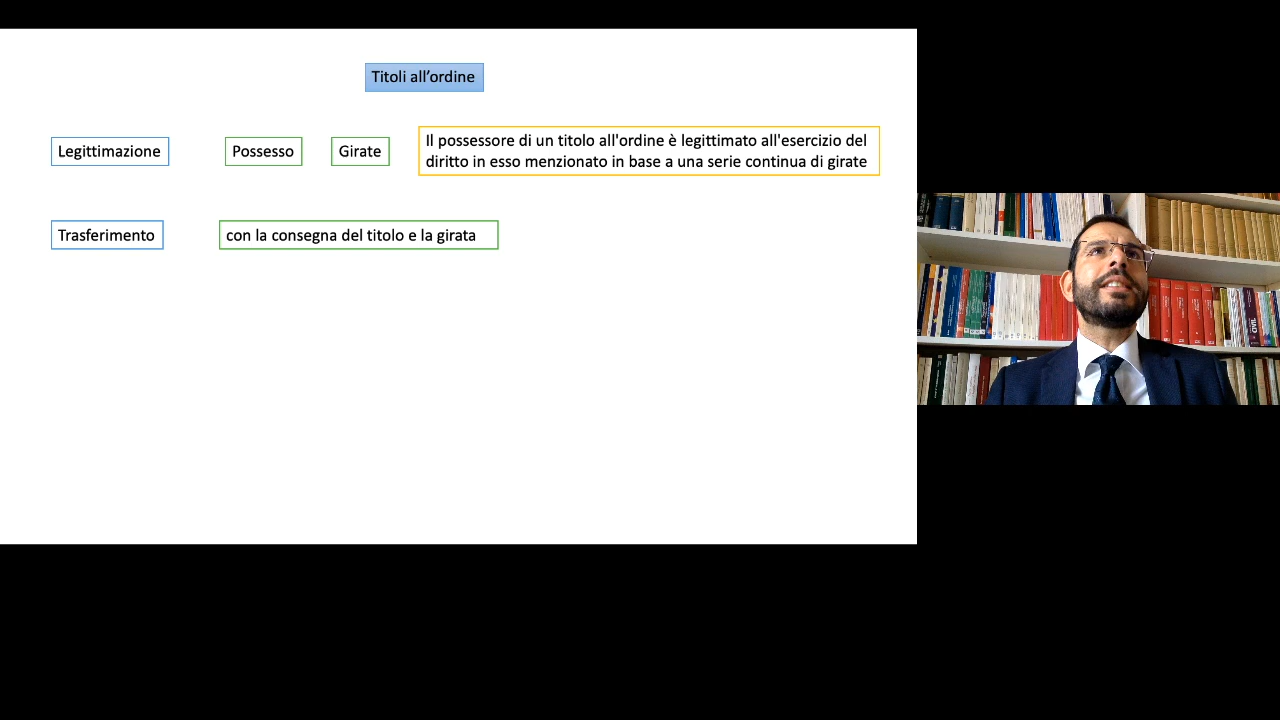 Titoli all’ordine
Legittimazione
Possesso
Girate
Il possessore di un titolo all'ordine è legittimato all'esercizio del
diritto in esso menzionato in base a una serie continua di girate
Trasferimento
con la consegna del titolo e la girata